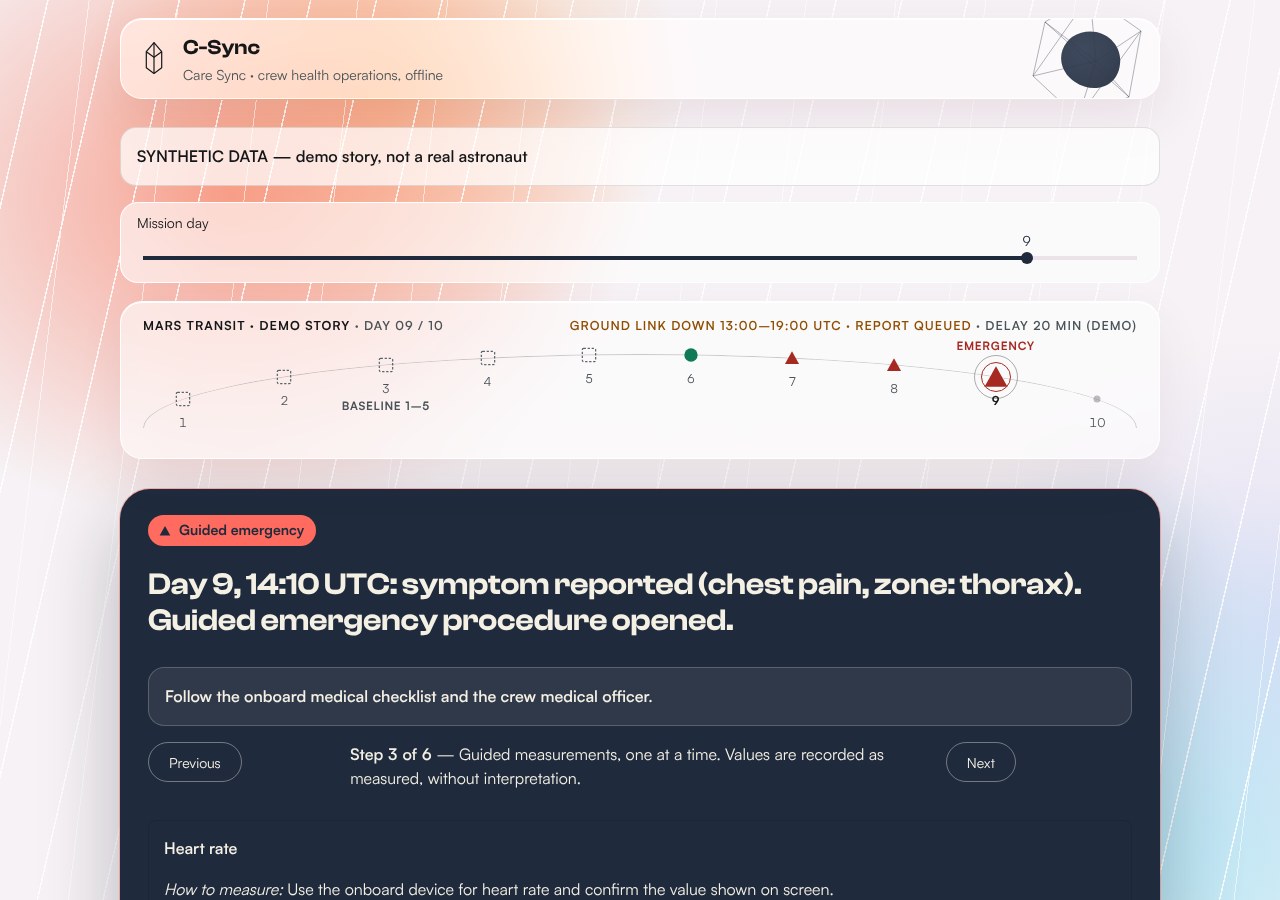 C-Sync
Care Sync · crew health operations, offline
SYNTHETIC DATA — demo story, not a real astronaut
Mission day
9
MARS TRANSIT · DEMO STORY · DAY 09 / 10
GROUND LINK DOWN 13:00–19:00 UTC · REPORT QUEUED · DELAY 20 MIN (DEMO)
EMERGENCY
1
2
3
4
5
6
7
8
9
10
BASELINE 1–5
Guided emergency
Day 9, 14:10 UTC: symptom reported (chest pain, zone: thorax).
Guided emergency procedure opened.
Follow the onboard medical checklist and the crew medical officer.
Previous
Step 3 of 6 — Guided measurements, one at a time. Values are recorded as
measured, without interpretation.
Next
Heart rate
How to measure: Use the onboard device for heart rate and confirm the value shown on screen.